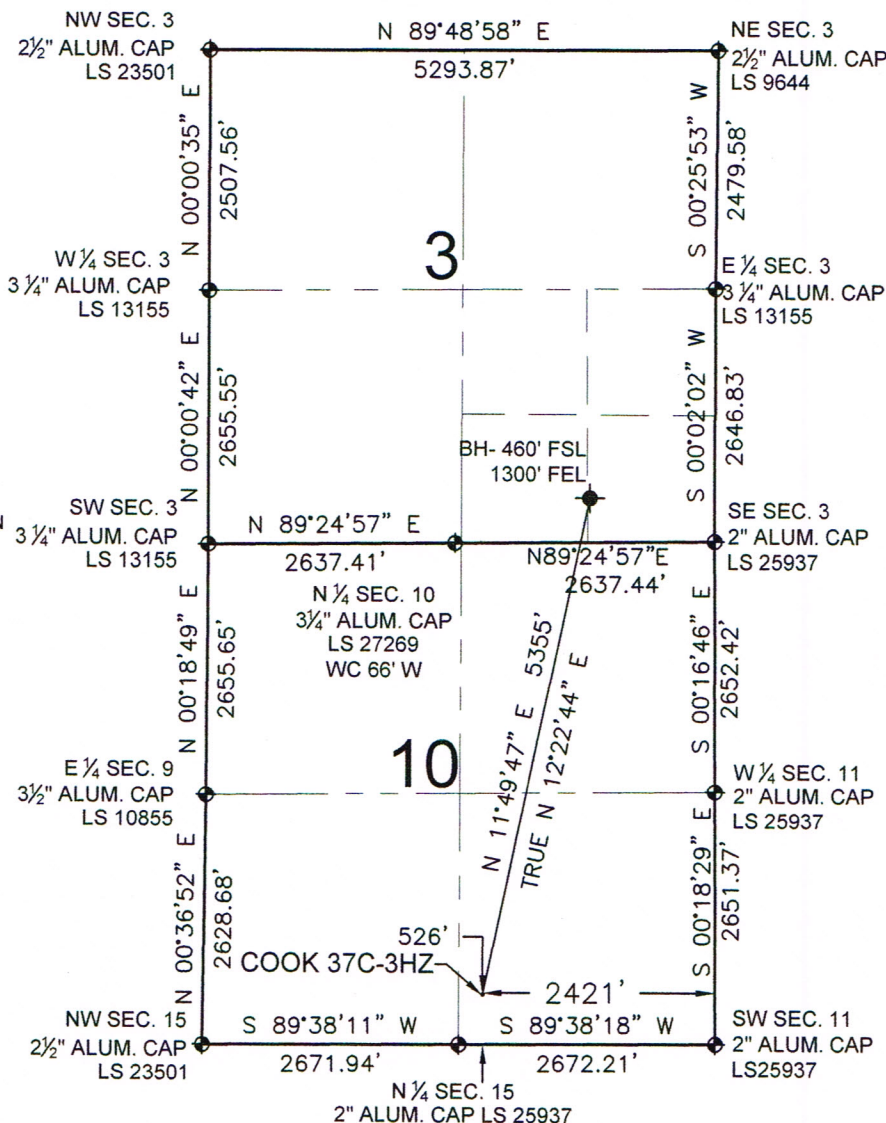 NW SEC. 3
2½" ALUM. CAP
LS 23501
N 89°48'58" E
5293.87'
NE SEC. 3
2½" ALUM. CAP
LS 9644
N 00°00'35" E
2507.56'
S 00°25'53" W
2479.58'
3
W ¼ SEC. 3
3 ¼" ALUM. CAP
LS 13155
E ¼ SEC. 3
3 ¼" ALUM. CAP
LS 13155
N 00°00'42" E
2655.55'
S 00°02'02" W
2646.83'
BH- 460' FSL
1300' FEL
SW SEC. 3
3 ¼" ALUM. CAP
LS 13155
N 89°24'57" E
2637.41'
N89°24'57"E
2637.44'
SE SEC. 3
2" ALUM. CAP
LS 25937
N ¼ SEC. 10
3¼" ALUM. CAP
LS 27269
WC 66' W
N 00°18'49" E
2655.65'
N 11°49'47" E 5355'
TRUE N 12°22'44" E
S 00°16'46" E
2652.42'
10
E ¼ SEC. 9
3½" ALUM. CAP
LS 10855
W ¼ SEC. 11
2" ALUM. CAP
LS 25937
N 00°36'52" E
2628.68'
S 00°18'29" E
2651.37'
526'
COOK 37C-3HZ
2421'
NW SEC. 15
2½" ALUM. CAP
LS 23501
S 89°38'11" W
2671.94'
S 89°38'18" W
2672.21'
SW SEC. 11
2" ALUM. CAP
LS25937
N ¼ SEC. 15
2" ALUM. CAP LS 25937